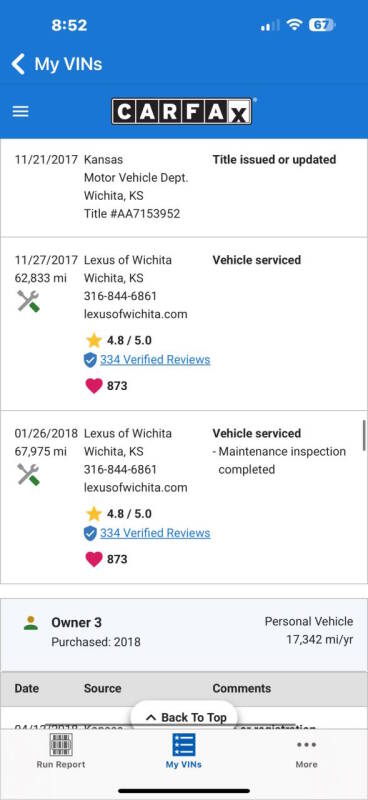 8:52
67
My VINs
CARFAX
11/21/2017 Kansas Title issued or updated
Motor Vehicle Dept.
Wichita, KS
Title #AA7153952
11/27/2017 Lexus of Wichita Vehicle serviced
62,833 mi Wichita, KS
316-844-6861
lexusofwichita.com
4.8 / 5.0
334 Verified Reviews
873
01/26/2018 Lexus of Wichita Vehicle serviced
67,975 mi Wichita, KS - Maintenance inspection
316-844-6861 completed
lexusofwichita.com
4.8 / 5.0
334 Verified Reviews
873
Owner 3 Personal Vehicle
Purchased: 2018 17,342 mi/yr
Date Source Comments
Back To Top
Kansas or registration
Run Report My VINs More